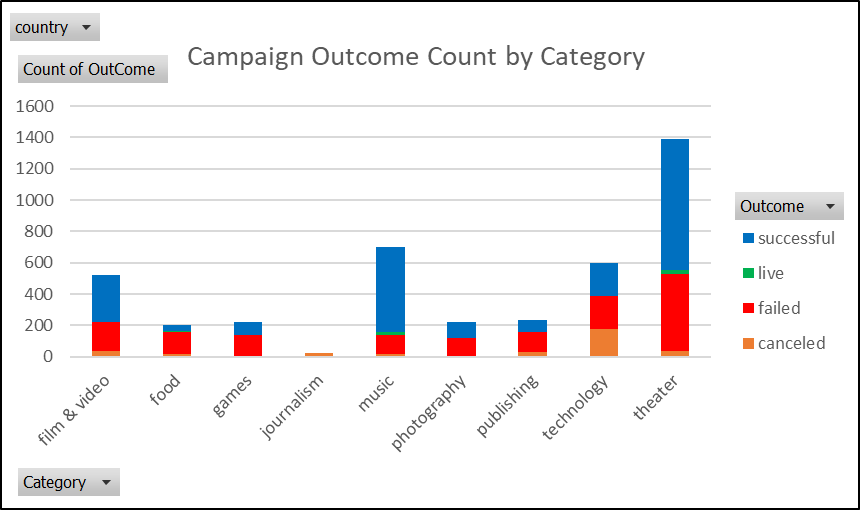 country
Campaign Outcome Count by Category
Count of OutCome
1600
1400
1200
1000
800
600
400
200
0
film & video
food
games
journalism
music
photography
publishing
technology
theater
Outcome
successful
live
failed
canceled
Category